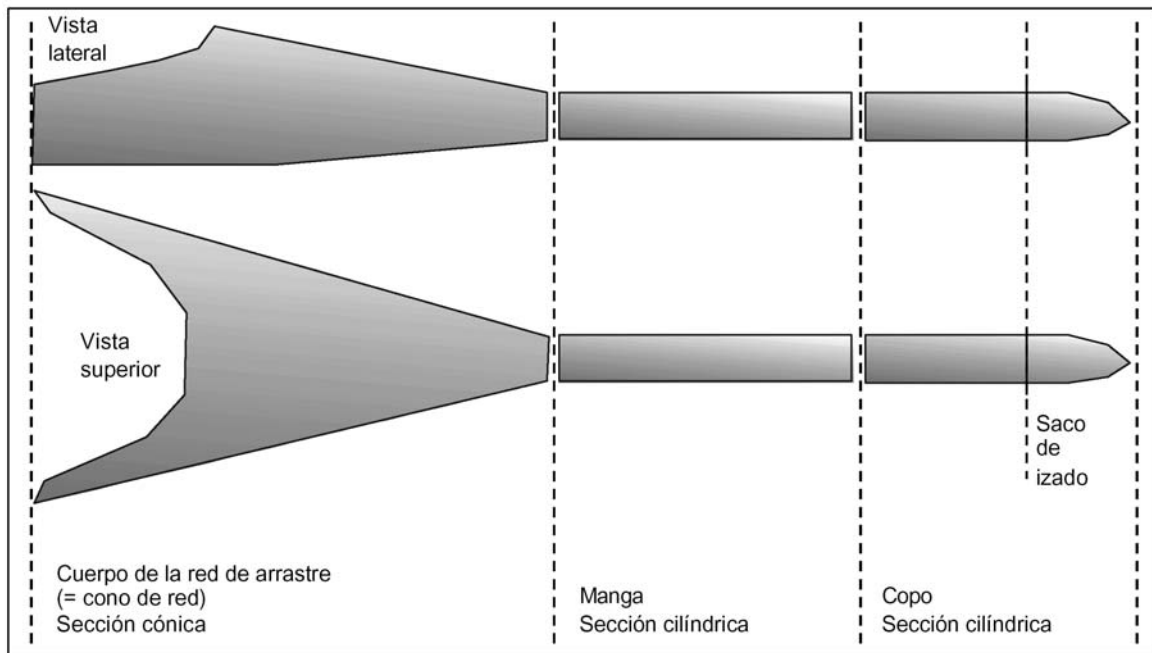 Vista
lateral
Vista
superior
Saco
de
izado
Cuerpo de la red de arrastre
(= cono de red)
Sección cónica
Manga
Sección cilíndrica
Copo
Sección cilíndrica